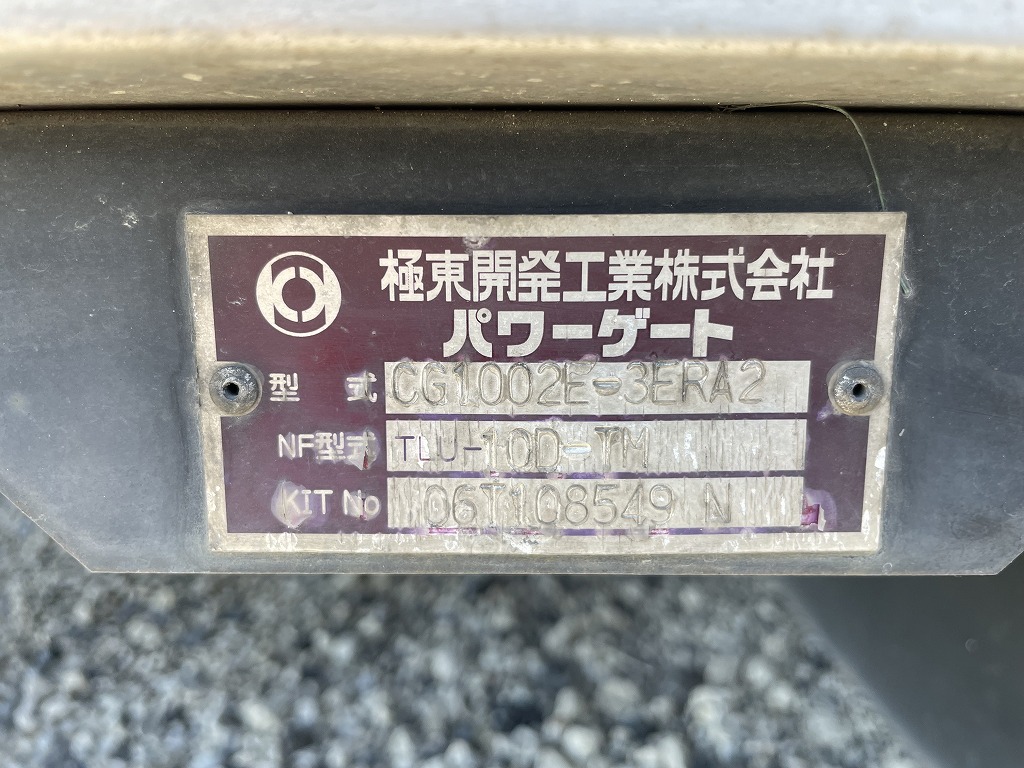 極東開発工業株式会社
パワーゲート
型 式 CG1002E-3ERA2
NF型式 TLU-10D-TM
KIT No 06T108549 N